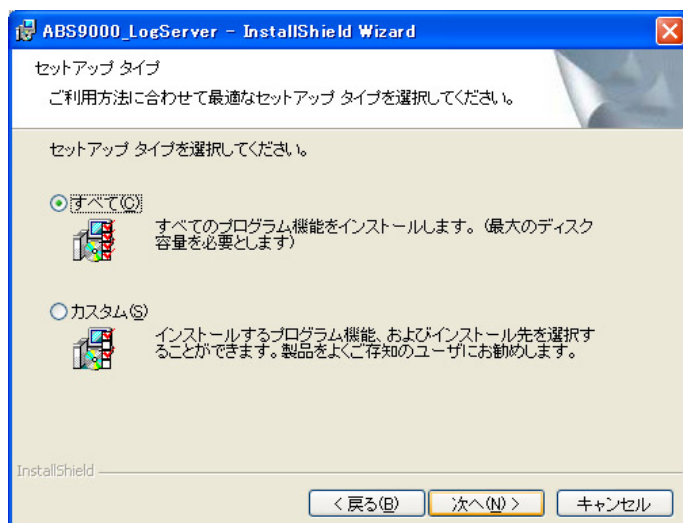 ABS9000_LogServer - InstallShield Wizard
セットアップ タイプ
ご利用方法に合わせて最適なセットアップ タイプを選択してください。
セットアップ タイプを選択してください。
すべて(C)
すべてのプログラム機能をインストールします。(最大のディスク
容量を必要とします)
カスタム(S)
インストールするプログラム機能、およびインストール先を選択す
ることができます。製品をよくご存知のユーザにお勧めします。
InstallShield
< 戻る(B)
次へ(N) >
キャンセル